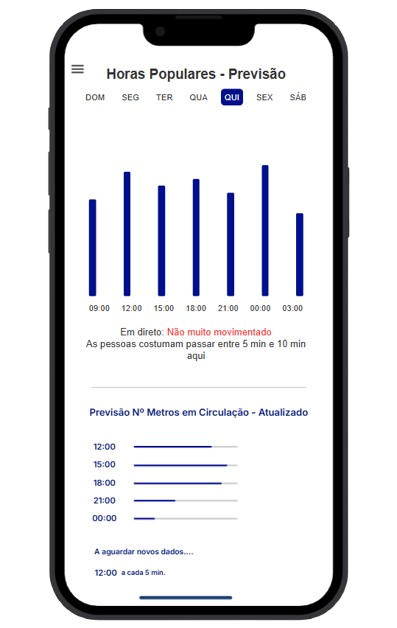 Horas Populares - Previsão
DOM SEG TER QUA QUI SEX SÁB
09:00 12:00 15:00 18:00 21:00 00:00 03:00
Em direto: Não muito movimentado
As pessoas costumam passar entre 5 min e 10 min
aqui
Previsão Nº Metros em Circulação - Atualizado
12:00
15:00
18:00
21:00
00:00
A aguardar novos dados....
12:00 a cada 5 min.